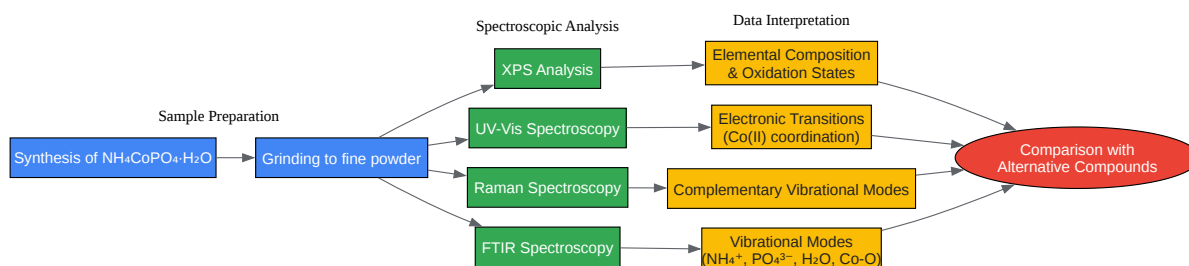 Sample Preparation
Synthesis of NH₄CoPO₄·H₂O
Grinding to fine powder
Spectroscopic Analysis
XPS Analysis
UV-Vis Spectroscopy
Raman Spectroscopy
FTIR Spectroscopy
Data Interpretation
Elemental Composition
& Oxidation States
Electronic Transitions
(Co(II) coordination)
Complementary Vibrational Modes
Vibrational Modes
(NH₄⁺, PO₄³⁻, H₂O, Co-O)
Comparison with
Alternative Compounds